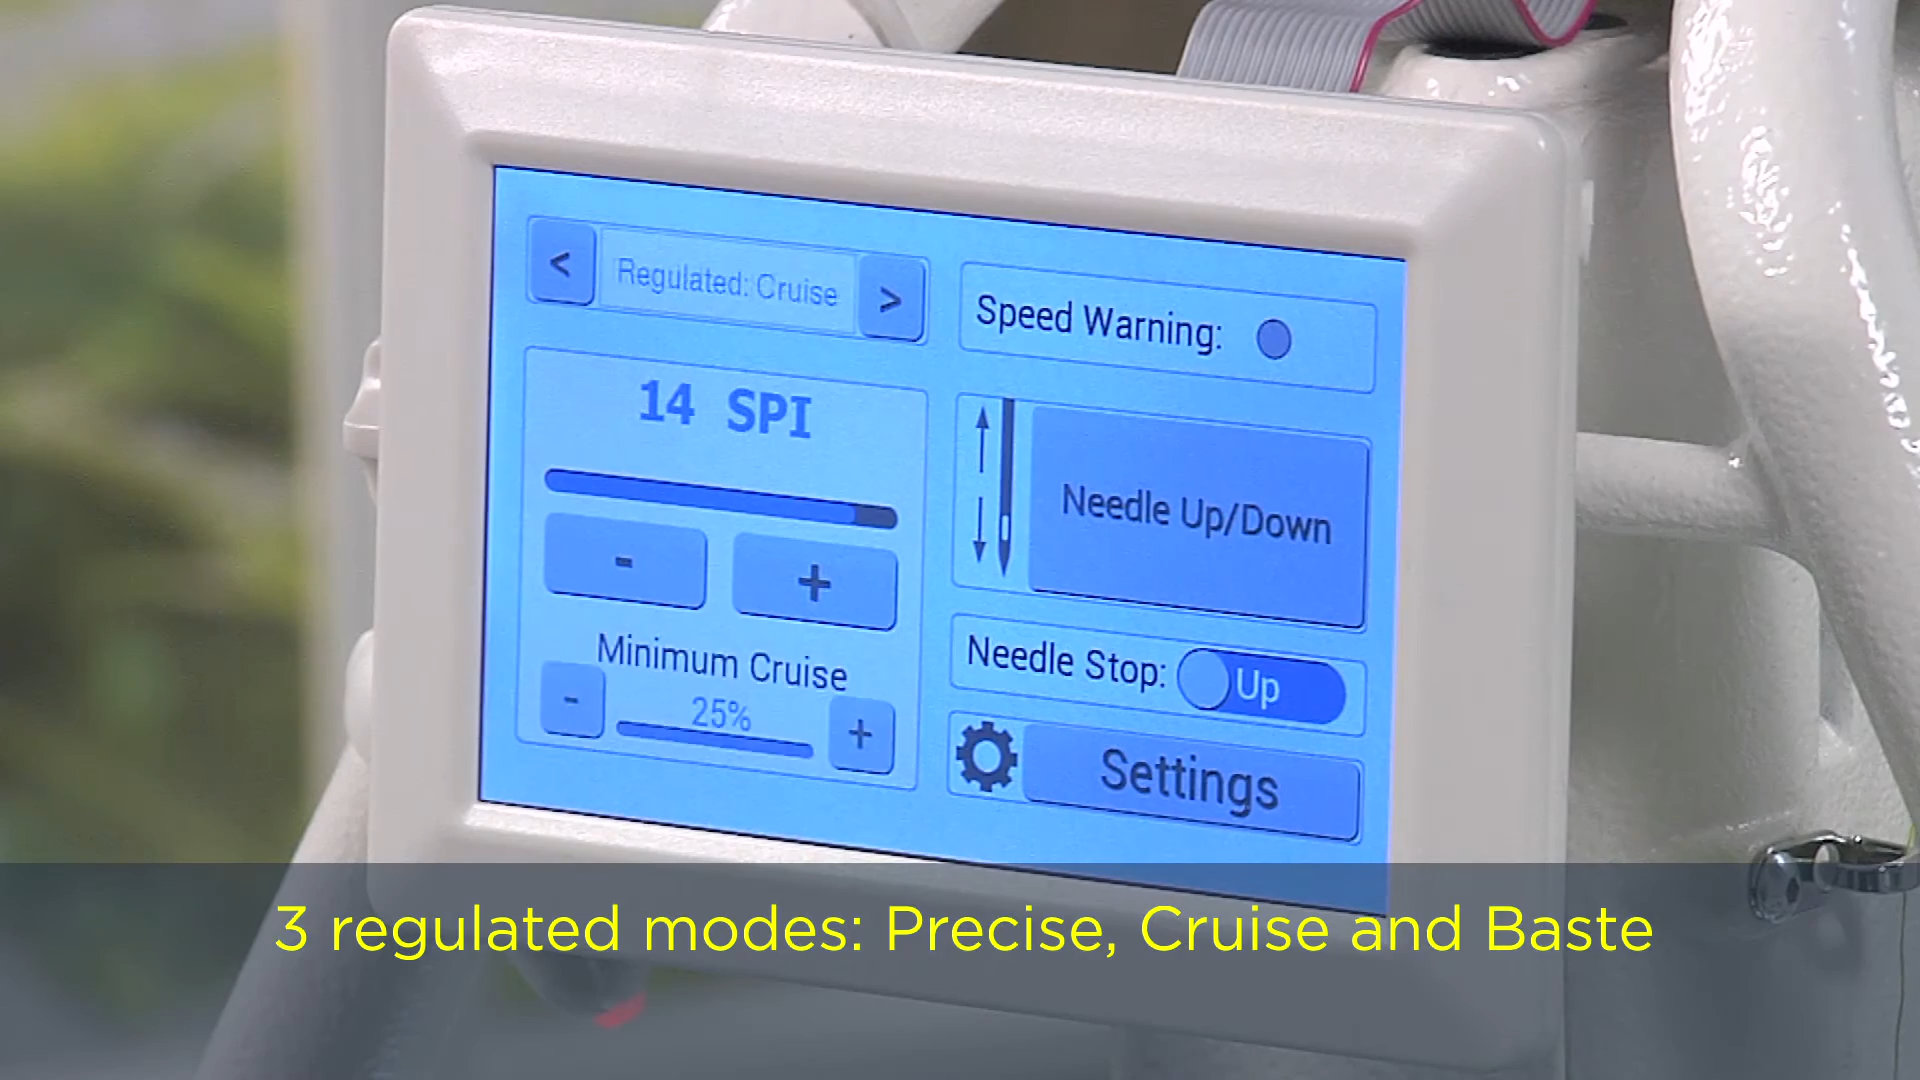 < Regulated: Cruise >
Speed Warning:
14 SPI
- +
Needle Up/Down
Minimum Cruise
- 25% +
Needle Stop: Up
Settings
3 regulated modes: Precise, Cruise and Baste